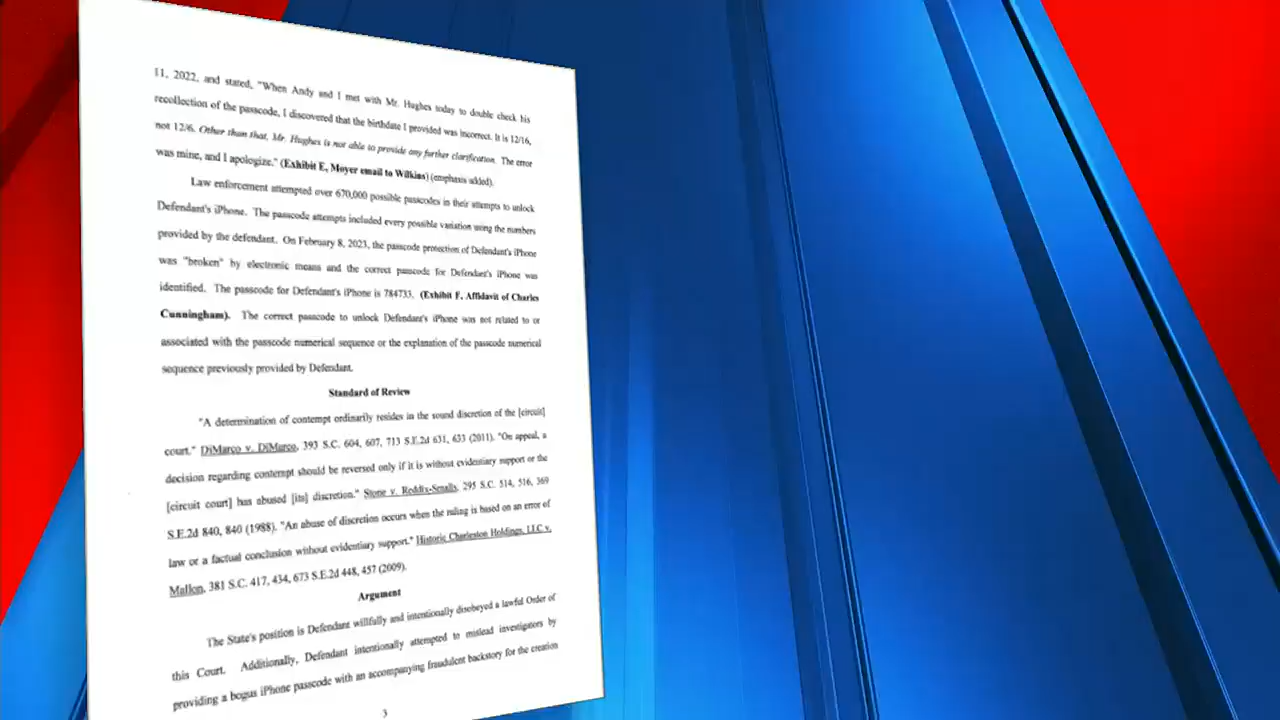 11, 2022, and stated, "When Andy and I met with Mr. Hughes today to double check his
recollection of the passcode, I discovered that the birthdate I provided was incorrect. It is 12/16,
not 12/6. Other than that, Mr. Hughes is not able to provide any further clarification. The error
was mine, and I apologize." (Exhibit E, Moyer email to Wilkins) (emphasis added).
Law enforcement attempted over 670,000 possible passcodes in their attempts to unlock
Defendant's iPhone. The passcode attempts included every possible variation using the numbers
provided by the defendant. On February 8, 2023, the passcode protection of Defendant's iPhone
was "broken" by electronic means and the correct passcode for Defendant's iPhone was
identified. The passcode for Defendant's iPhone is 784733. (Exhibit F, Affidavit of Charles
Cunningham). The correct passcode to unlock Defendant's iPhone was not related to or
associated with the passcode numerical sequence or the explanation of the passcode numerical
sequence previously provided by Defendant.
Standard of Review
"A determination of contempt ordinarily resides in the sound discretion of the [circuit]
court." DiMarco v. DiMarco, 393 S.C. 604, 607, 713 S.E.2d 631, 633 (2011). "On appeal, a
decision regarding contempt should be reversed only if it is without evidentiary support or the
[circuit court] has abused [its] discretion." Stone v. Reddix-Smalls, 295 S.C. 514, 516, 369
S.E.2d 840, 840 (1988). "An abuse of discretion occurs when the ruling is based on an error of
law or a factual conclusion without evidentiary support." Historic Charleston Holdings, LLC v.
Mallon, 381 S.C. 417, 434, 673 S.E.2d 448, 457 (2009).
Argument
The State's position is Defendant willfully and intentionally disobeyed a lawful Order of
this Court. Additionally, Defendant intentionally attempted to mislead investigators by
providing a bogus iPhone passcode with an accompanying fraudulent backstory for the creation
3